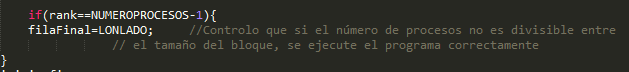 if(rank==NUMEROPROCESOS-1){
filaFinal=LONLADO; //Controlo que si el número de procesos no es divisible entre
// el tamaño del bloque, se ejecute el programa correctamente
}